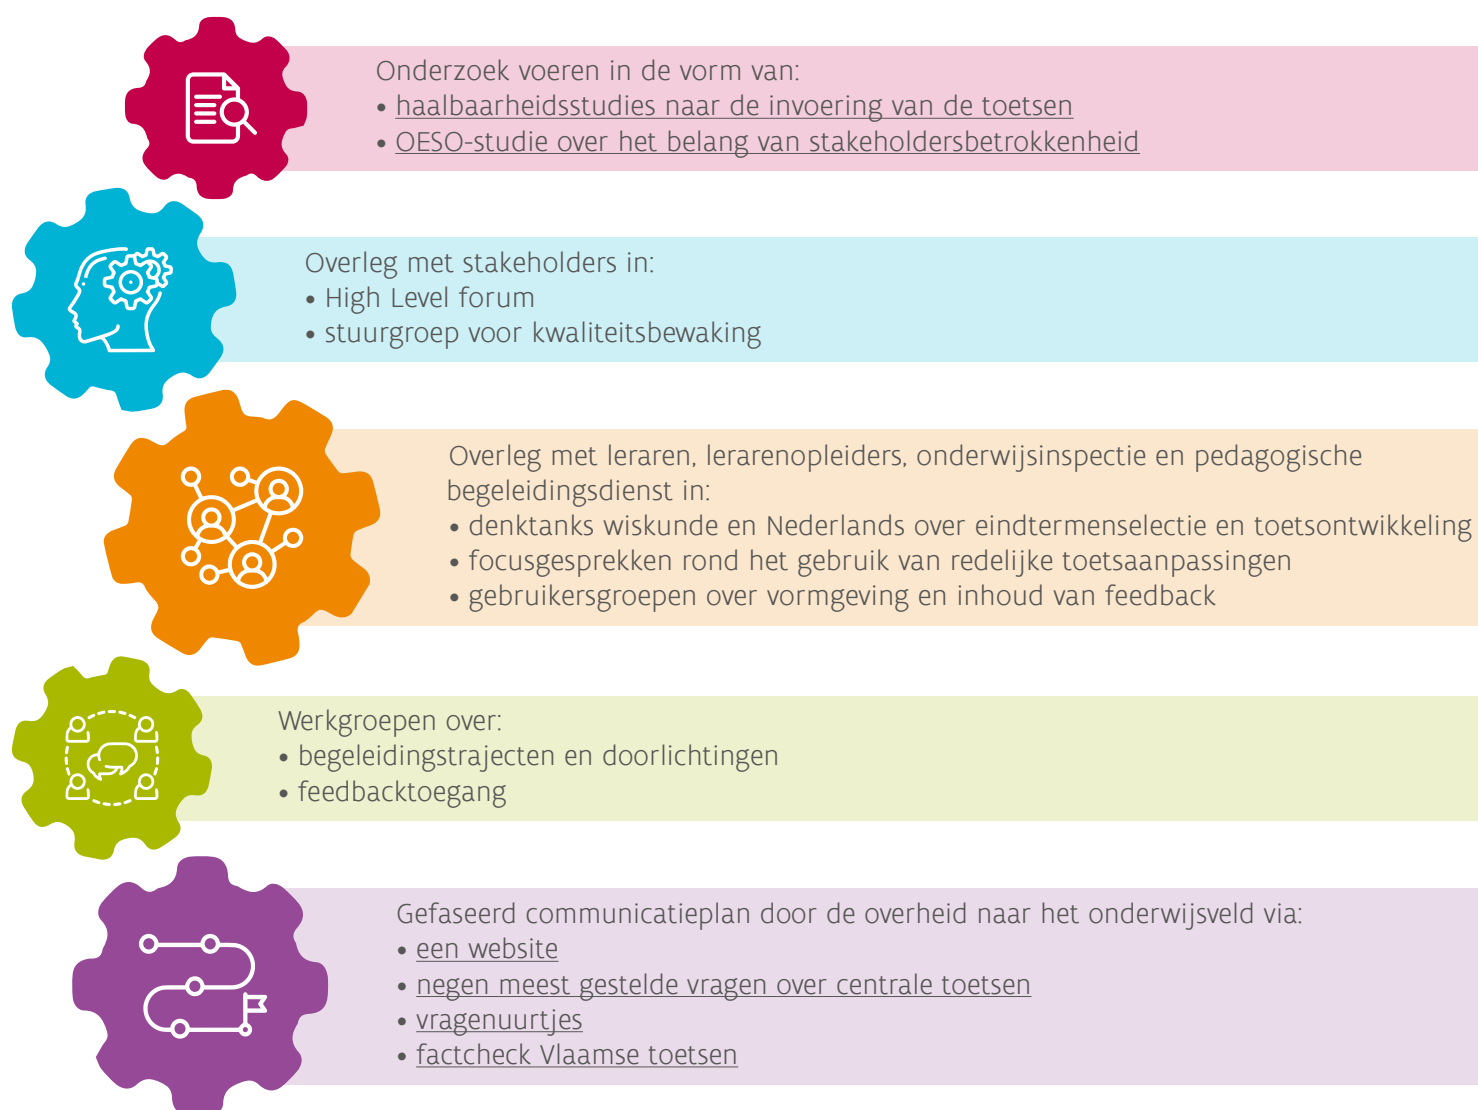 Onderzoek voeren in de vorm van:
• haalbaarheidsstudies naar de invoering van de toetsen
• OESO-studie over het belang van stakeholdersbetrokkenheid
Overleg met stakeholders in:
• High Level forum
• stuurgroep voor kwaliteitsbewaking
Overleg met leraren, lerarenopleiders, onderwijsinspectie en pedagogische
begeleidingsdienst in:
• denktanks wiskunde en Nederlands over eindtermenselectie en toetsontwikkeling
• focusgesprekken rond het gebruik van redelijke toetsaanpassingen
• gebruikersgroepen over vormgeving en inhoud van feedback
Werkgroepen over:
• begeleidingstrajecten en doorlichtingen
• feedbacktoegang
Gefaseerd communicatieplan door de overheid naar het onderwijsveld via:
• een website
• negen meest gestelde vragen over centrale toetsen
• vragenuurtjes
• factcheck Vlaamse toetsen